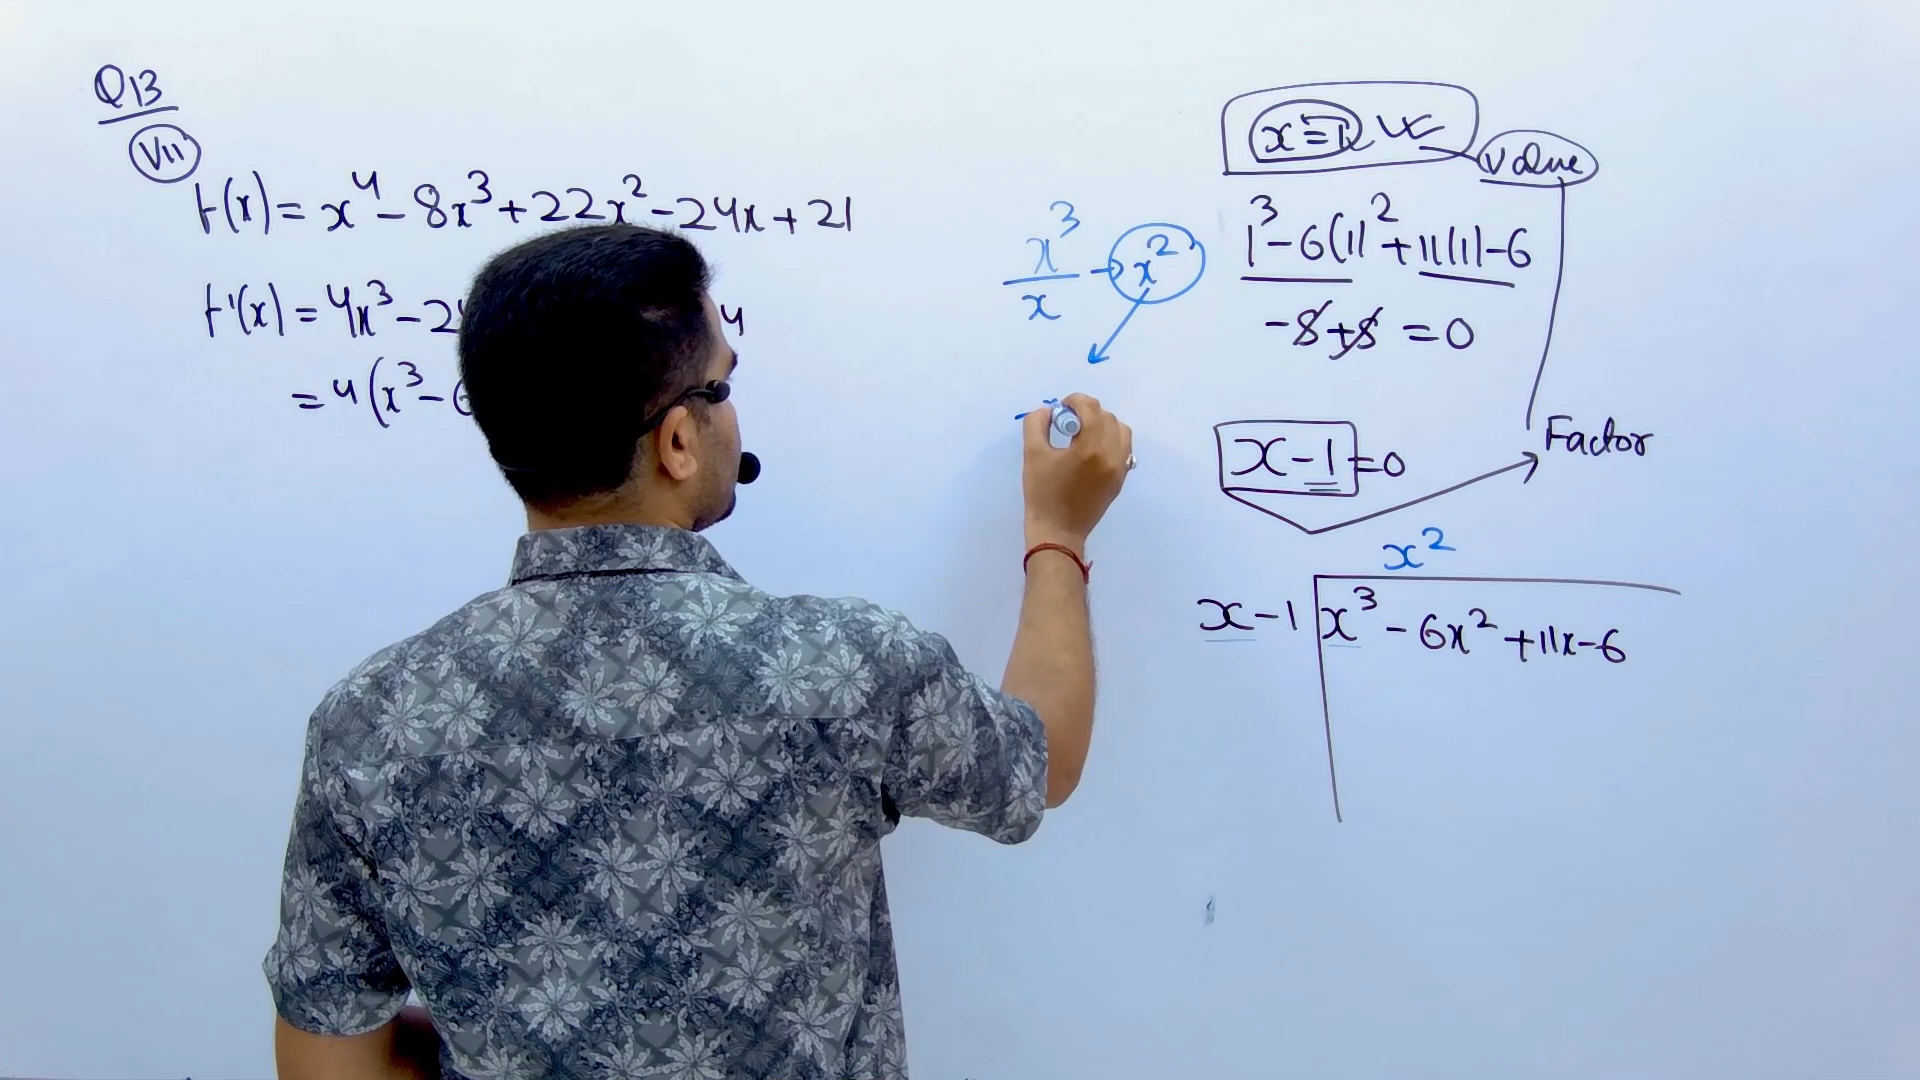 Q13
VII
f(x) = x⁴ - 8x³ + 22x² - 24x + 21
f'(x) = 4x³ - 2 4
= 4(x³ - 6
x³/x → x²
x = 1
value
1³ - 6(1)² + 11(1) - 6
-8 + 8 = 0
x - 1 = 0
Factor
x²
x - 1 x³ - 6x² + 11x - 6